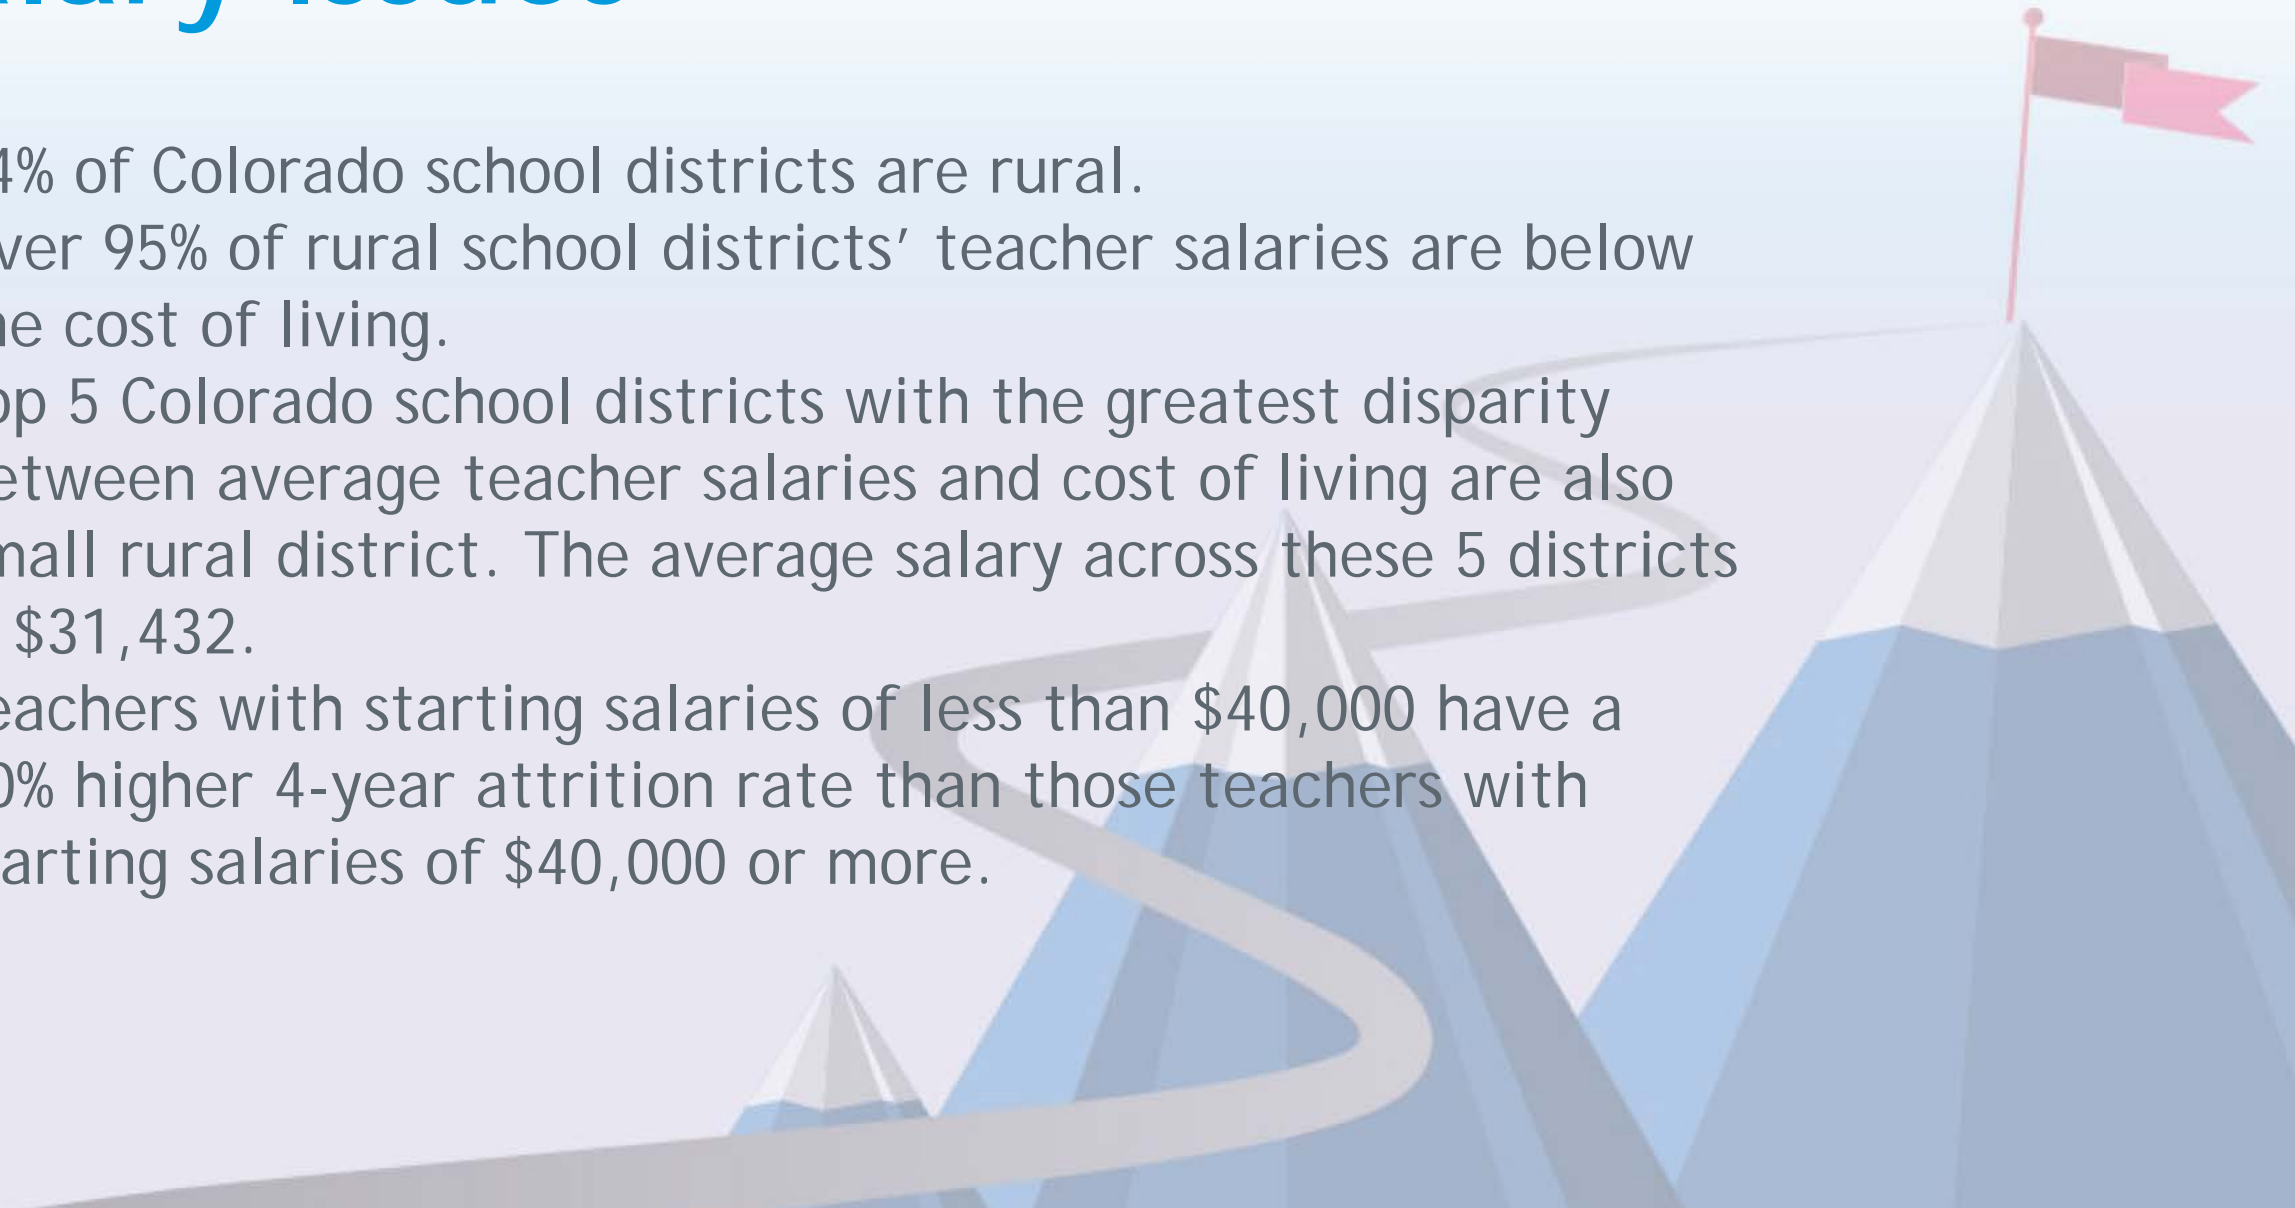 4% of Colorado school districts are rural.
ver 95% of rural school districts’ teacher salaries are below
he cost of living.
op 5 Colorado school districts with the greatest disparity
etween average teacher salaries and cost of living are also
mall rural district. The average salary across these 5 districts
$31,432.
eachers with starting salaries of less than $40,000 have a
0% higher 4-year attrition rate than those teachers with
arting salaries of $40,000 or more.